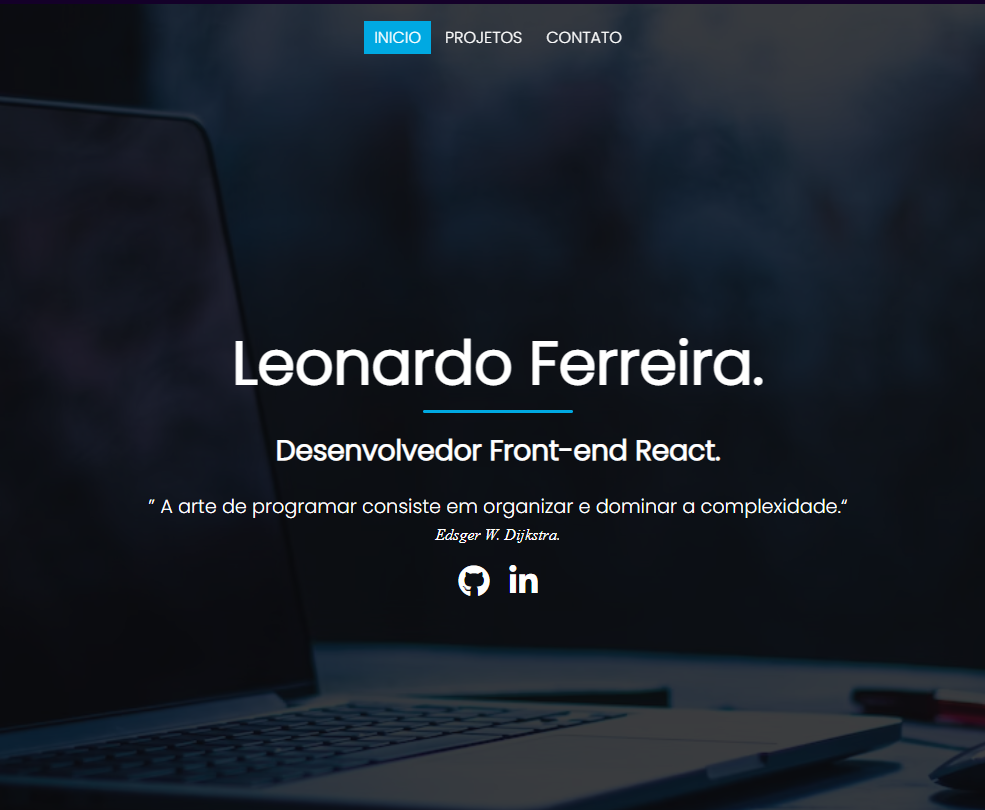 INICIO PROJETOS CONTATO
Leonardo Ferreira.
Desenvolvedor Front-end React.
” A arte de programar consiste em organizar e dominar a complexidade.“
Edsger W. Dijkstra.
in